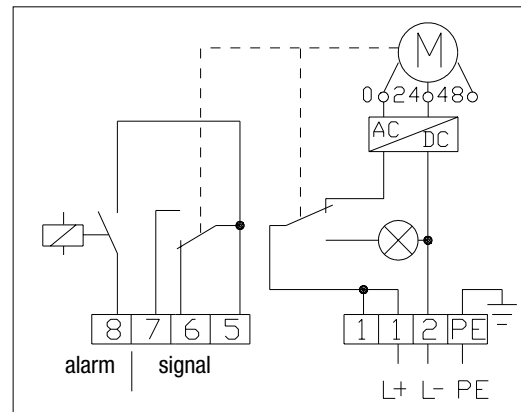 M
0 24 48
AC
DC
8 7 6 5
1 1 2 PE
alarm signal
L+ L- PE